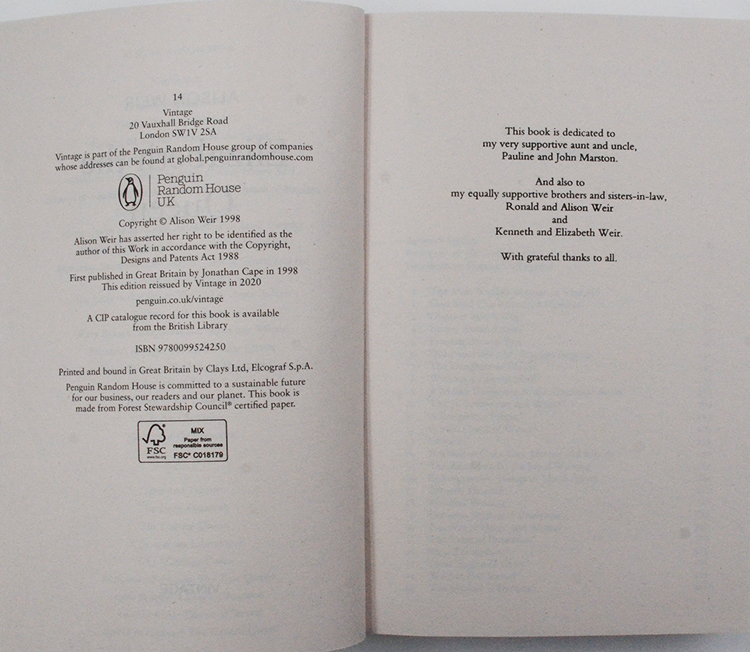 14
Vintage
20 Vauxhall Bridge Road
London SW1V 2SA
Vintage is part of the Penguin Random House group of companies
whose addresses can be found at global.penguinrandomhouse.com
Penguin
Random House
UK
Copyright © Alison Weir 1998
Alison Weir has asserted her right to be identified as the
author of this Work in accordance with the Copyright,
Designs and Patents Act 1988
First published in Great Britain by Jonathan Cape in 1998
This edition reissued by Vintage in 2020
penguin.co.uk/vintage
A CIP catalogue record for this book is available
from the British Library
ISBN 9780099524250
Printed and bound in Great Britain by Clays Ltd, Elcograf S.p.A.
Penguin Random House is committed to a sustainable future
for our business, our readers and our planet. This book is
made from Forest Stewardship Council® certified paper.
MIX
Paper from
responsible sources
FSC
www.fsc.org
FSC® C018179
This book is dedicated to
my very supportive aunt and uncle,
Pauline and John Marston.
And also to
my equally supportive brothers and sisters-in-law,
Ronald and Alison Weir
and
Kenneth and Elizabeth Weir.
With grateful thanks to all.